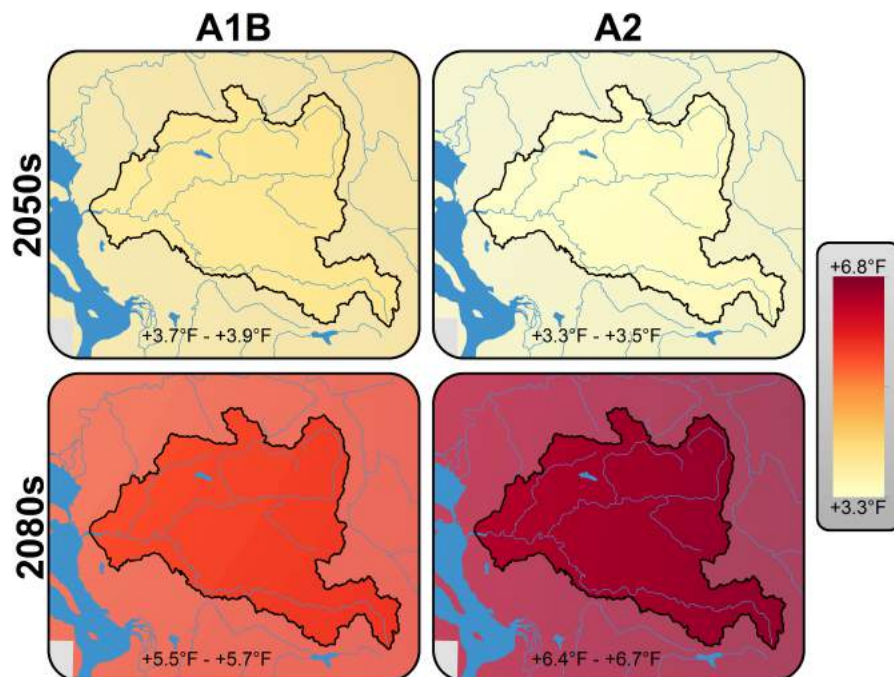 A1B
A2
2050s
+3.7°F - +3.9°F
+3.3°F - +3.5°F
+6.8°F
+3.3°F
2080s
+5.5°F - +5.7°F
+6.4°F - +6.7°F